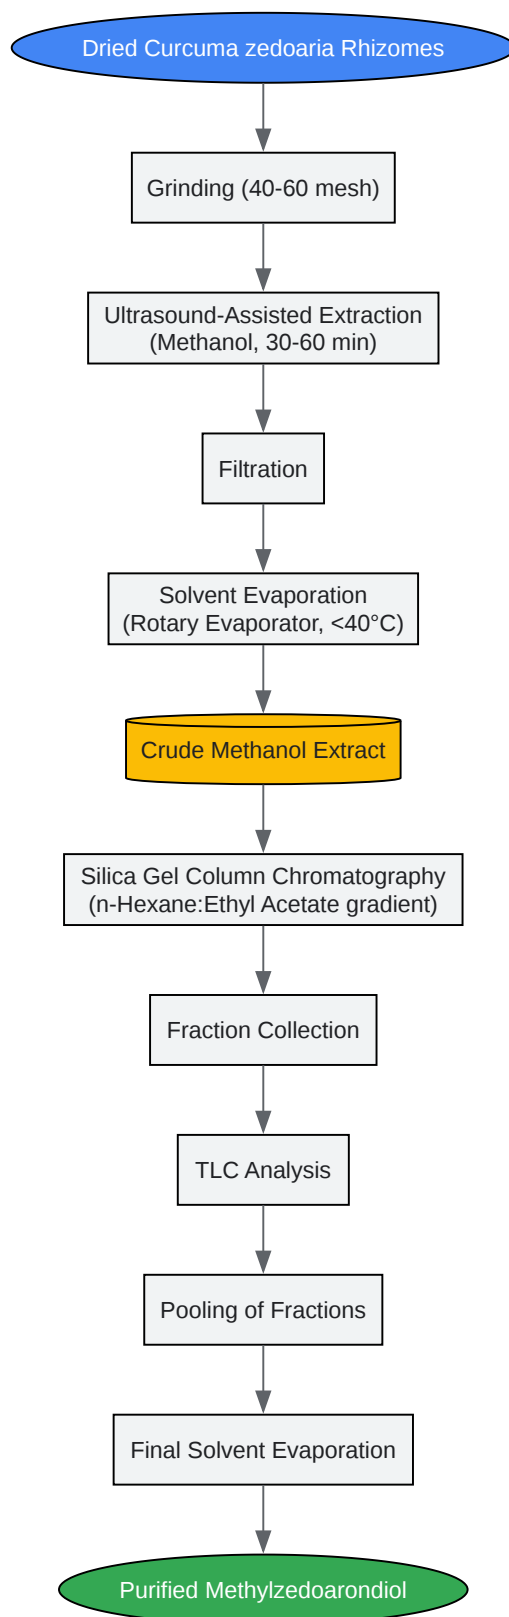 Dried Curcuma zedoaria Rhizomes
Grinding (40-60 mesh)
Ultrasound-Assisted Extraction
(Methanol, 30-60 min)
Filtration
Solvent Evaporation
(Rotary Evaporator, <40°C)
Crude Methanol Extract
Silica Gel Column Chromatography
(n-Hexane:Ethyl Acetate gradient)
Fraction Collection
TLC Analysis
Pooling of Fractions
Final Solvent Evaporation
Purified Methylzedoarondiol